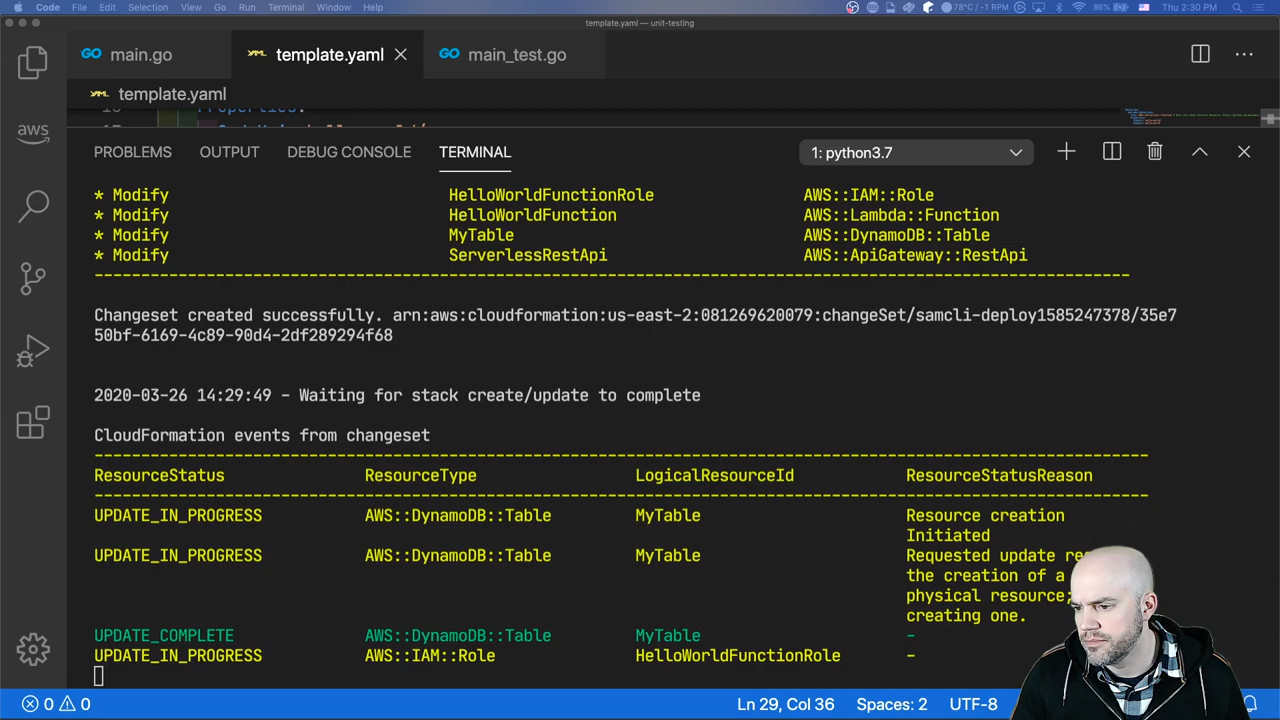 Code File Edit Selection View Go Run Terminal Window Help 78°C / -1 RPM 86% Thu 2:30 PM
template.yaml — unit-testing
main.go template.yaml main_test.go
template.yaml
PROBLEMS OUTPUT DEBUG CONSOLE TERMINAL 1: python3.7
* Modify HelloWorldFunctionRole AWS::IAM::Role
* Modify HelloWorldFunction AWS::Lambda::Function
* Modify MyTable AWS::DynamoDB::Table
* Modify ServerlessRestApi AWS::ApiGateway::RestApi
Changeset created successfully. arn:aws:cloudformation:us-east-2:081269620079:changeSet/samcli-deploy1585247378/35e7
50bf-6169-4c89-90d4-2df289294f68
2020-03-26 14:29:49 - Waiting for stack create/update to complete
CloudFormation events from changeset
ResourceStatus ResourceType LogicalResourceId ResourceStatusReason
UPDATE_IN_PROGRESS AWS::DynamoDB::Table MyTable Resource creation
Initiated
UPDATE_IN_PROGRESS AWS::DynamoDB::Table MyTable Requested update
the creation of a
physical resource;
creating one.
UPDATE_COMPLETE AWS::DynamoDB::Table MyTable -
UPDATE_IN_PROGRESS AWS::IAM::Role HelloWorldFunctionRole -
0 0 Ln 29, Col 36 Spaces: 2 UTF-8
aws